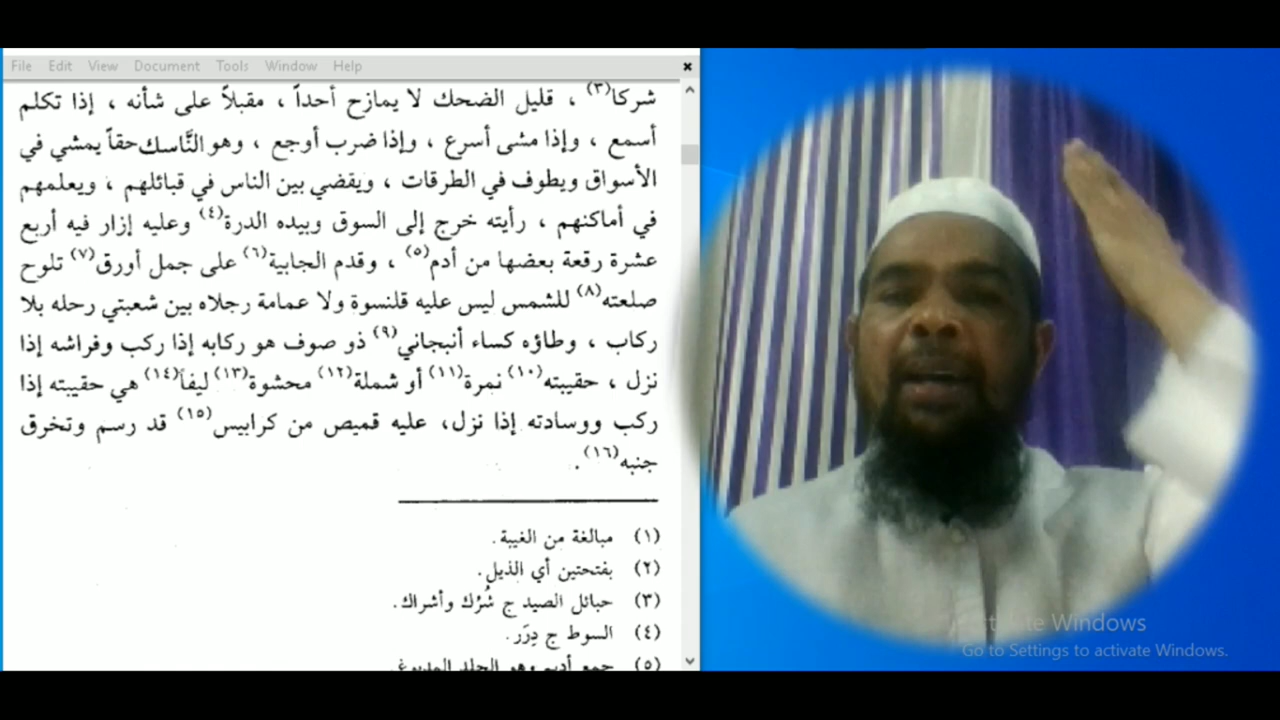 File Edit View Document Tools Window Help
شركا(٣) ، قليل الضحك لا يمازح أحداً ، مقبلاً على شأنه ، إذا تكلم
أسمع ، وإذا مشى أسرع ، وإذا ضرب أوجع ، وهو النَّاسك حقاً يمشي في
الأسواق ويطوف في الطرقات ، ويقضي بين الناس في قبائلهم ، ويعلمهم
في أماكنهم ، رأيته خرج إلى السوق وبيده الدرة(٤) وعليه إزار فيه أربع
عشرة رقعة بعضها من أدم(٥) ، وقدم الجابية(٦) على جمل أورق(٧) تلوح
صلعته(٨) للشمس ليس عليه قلنسوة ولا عمامة رجلاه بين شعبتي رحله بلا
ركاب ، وطاؤه كساء أنبجاني(٩) ذو صوف هو ركابه إذا ركب وفراشه إذا
نزل ، حقيبته(١٠) نمرة(١١) أو شملة(١٢) محشوة(١٣) ليفاً(١٤) هي حقيبته إذا
ركب ووسادته إذا نزل، عليه قميص من كرابيس(١٥) قد رسم وتخرق
جنبه(١٦) .
(١) مبالغة من الغيبة .
(٢) بفتحتين أي الذيل .
(٣) حبائل الصيد ج شُرُك وأشراك .
(٤) السوط ج دِرَر .
(٥) جمع أديم وهو الجلد المدبوغ
Activate Windows
Go to Settings to activate Windows.